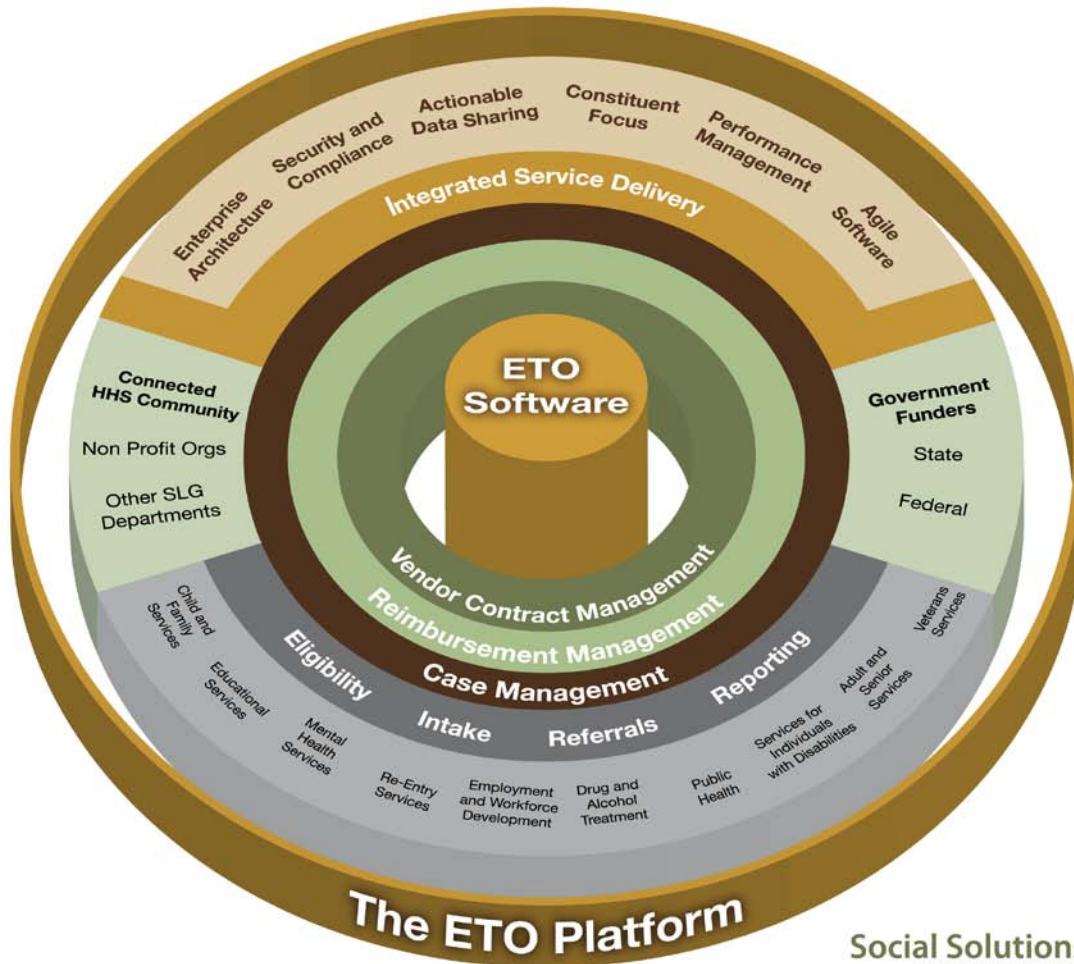 Enterprise
Architecture
Security and
Compliance
Actionable
Data Sharing
Constituent
Focus
Performance
Management
Agile
Software
Integrated Service Delivery
Connected
HHS Community
Non Profit Orgs
Other SLG
Departments
ETO
Software
Government
Funders
State
Federal
Vendor Contract Management
Reimbursement Management
Case Management
Eligibility
Intake
Referrals
Reporting
Child and
Family
Services
Educational
Services
Mental
Health
Services
Re-Entry
Services
Employment
and Workforce
Development
Drug and
Alcohol
Treatment
Public
Health
Services for
Individuals
with Disabilities
Adult and
Senior
Services
Veterans
Services
The ETO Platform
Social Solution